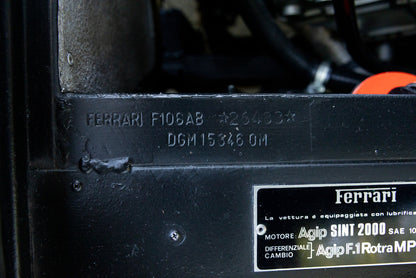 FERRARI F106AB ☆26433☆
DGM 15346 OM
Ferrari
La vettura è equipaggiata con lubrific
MOTORE: Agip SINT 2000 SAE 10
DIFFERENZIALE
CAMBIO ] Agip F.1 Rotra MP